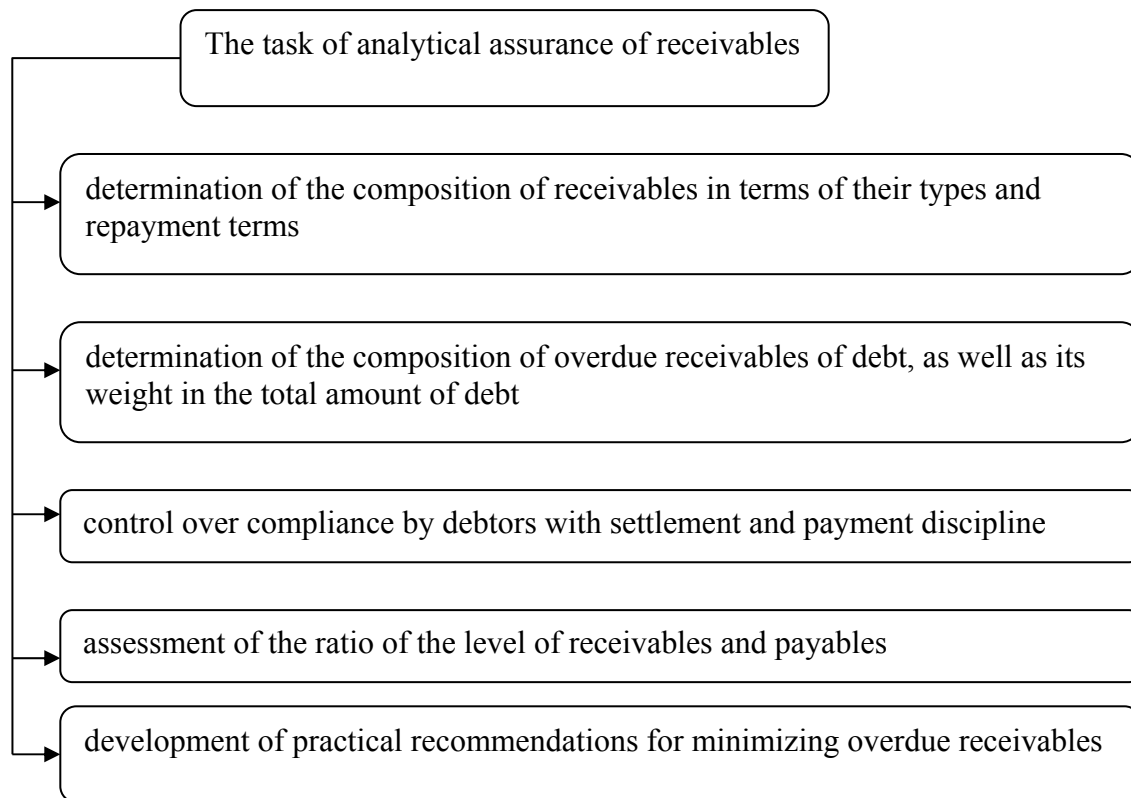 The task of analytical assurance of receivables
determination of the composition of receivables in terms of their types and
repayment terms
determination of the composition of overdue receivables of debt, as well as its
weight in the total amount of debt
control over compliance by debtors with settlement and payment discipline
assessment of the ratio of the level of receivables and payables
development of practical recommendations for minimizing overdue receivables